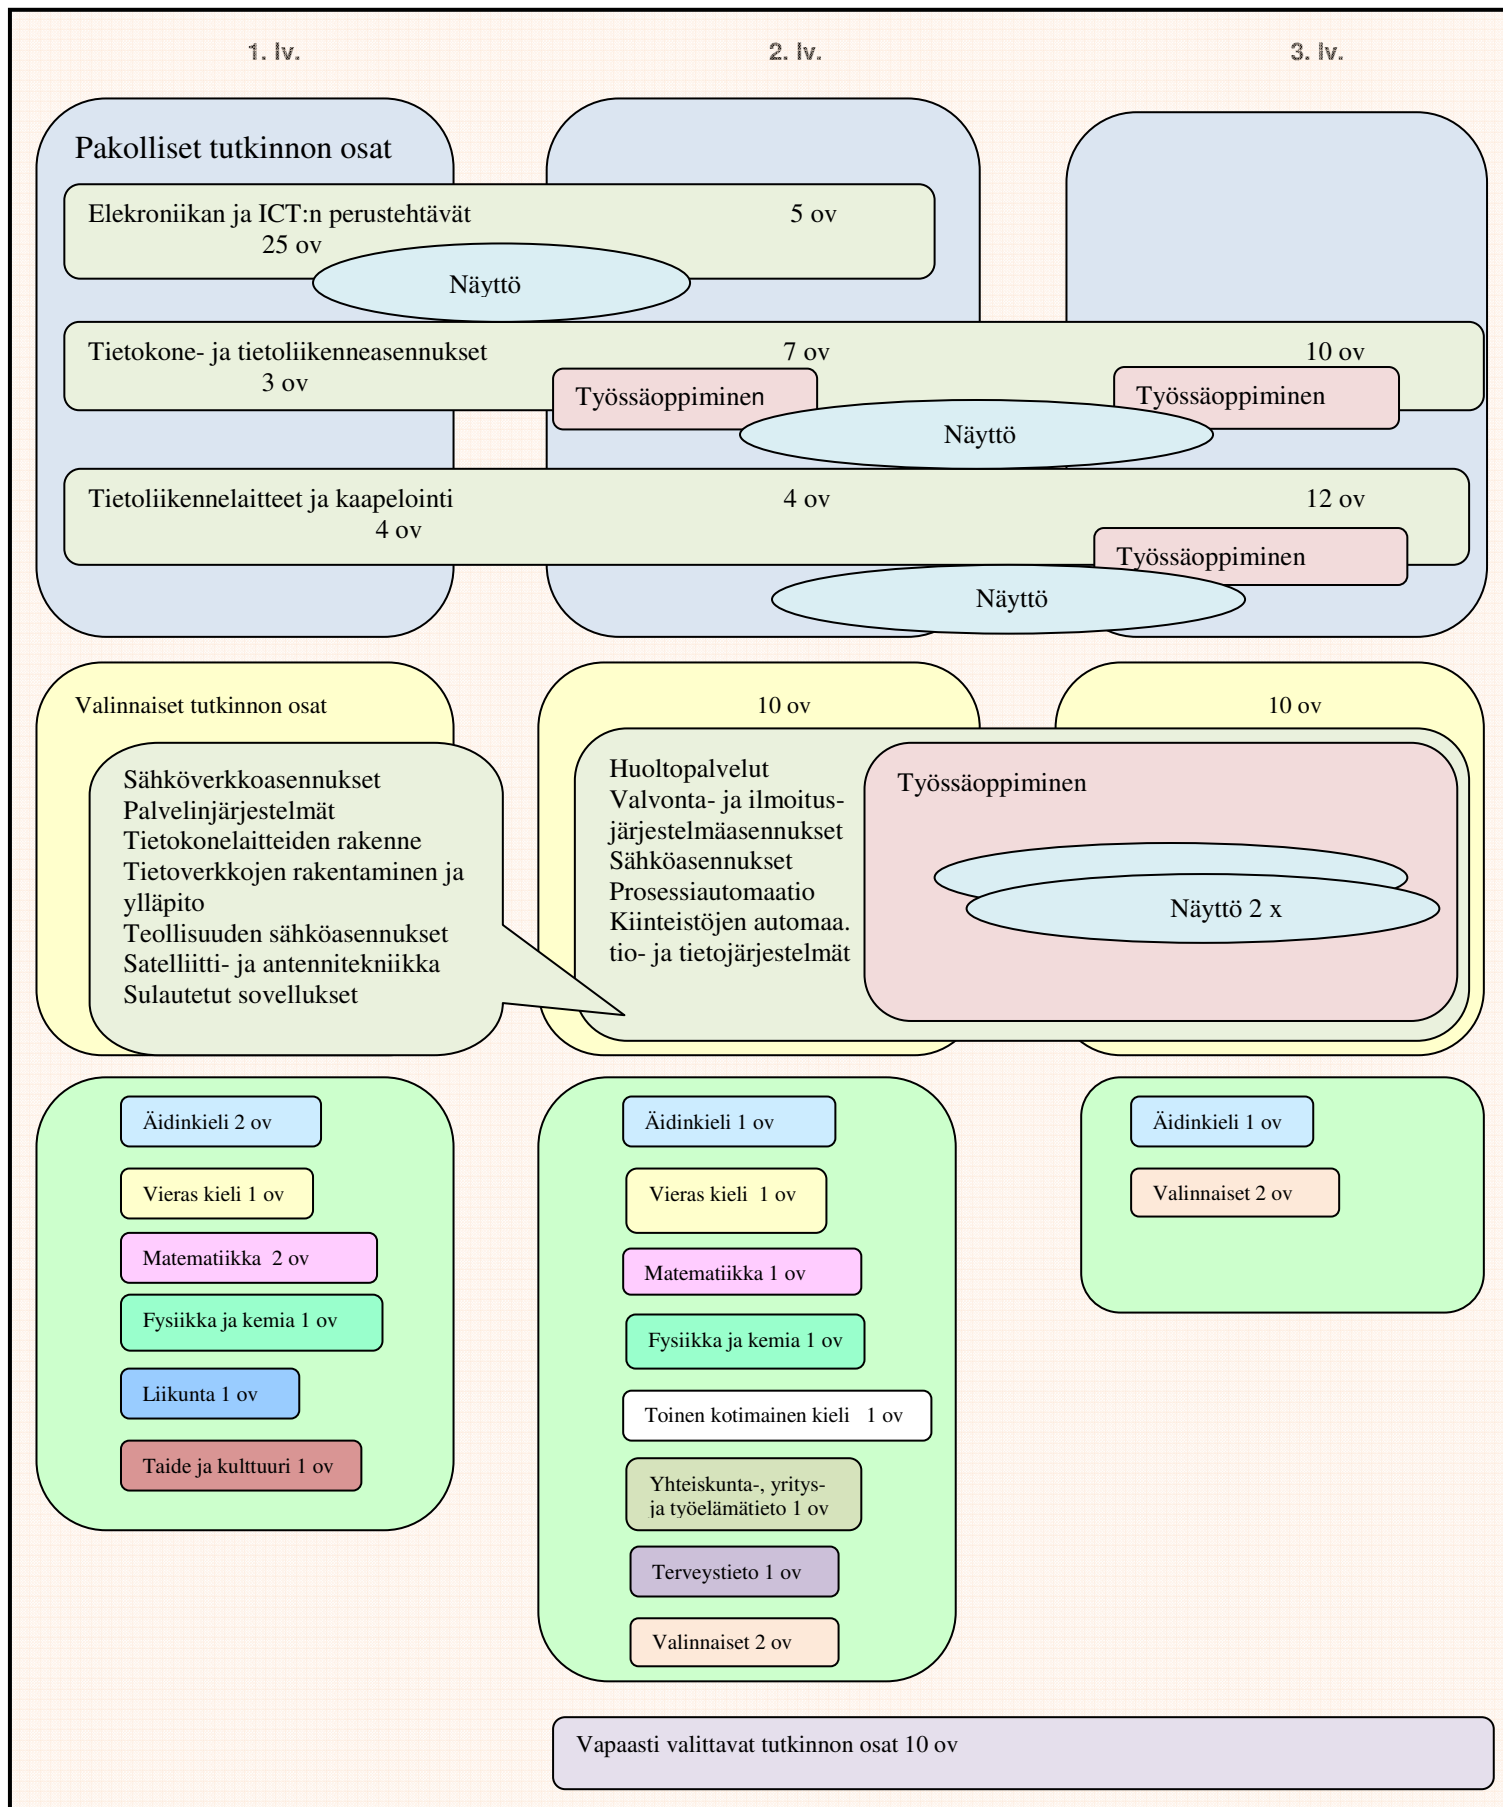 1. lv.
2. lv.
3. lv.
Pakolliset tutkinnon osat
Elekroniikan ja ICT:n perustehtävät 5 ov
25 ov
Näyttö
Tietokone- ja tietoliikenneasennukset 7 ov 10 ov
3 ov
Työssäoppiminen
Työssäoppiminen
Näyttö
Tietoliikennelaitteet ja kaapelointi 4 ov 12 ov
4 ov
Työssäoppiminen
Näyttö
Valinnaiset tutkinnon osat
10 ov
10 ov
Sähköverkkoasennukset
Palvelinjärjestelmät
Tietokonelaitteiden rakenne
Tietoverkkojen rakentaminen ja
ylläpito
Teollisuuden sähköasennukset
Satelliitti- ja antennitekniikka
Sulautetut sovellukset
Huoltopalvelut
Valvonta- ja ilmoitus-
järjestelmäasennukset
Sähköasennukset
Prosessiautomaatio
Kiinteistöjen automaa.
tio- ja tietojärjestelmät
Työssäoppiminen
Näyttö 2 x
Äidinkieli 2 ov
Vieras kieli 1 ov
Matematiikka 2 ov
Fysiikka ja kemia 1 ov
Liikunta 1 ov
Taide ja kulttuuri 1 ov
Äidinkieli 1 ov
Vieras kieli 1 ov
Matematiikka 1 ov
Fysiikka ja kemia 1 ov
Toinen kotimainen kieli 1 ov
Yhteiskunta-, yritys-
ja työelämätieto 1 ov
Terveystieto 1 ov
Valinnaiset 2 ov
Äidinkieli 1 ov
Valinnaiset 2 ov
Vapaasti valittavat tutkinnon osat 10 ov